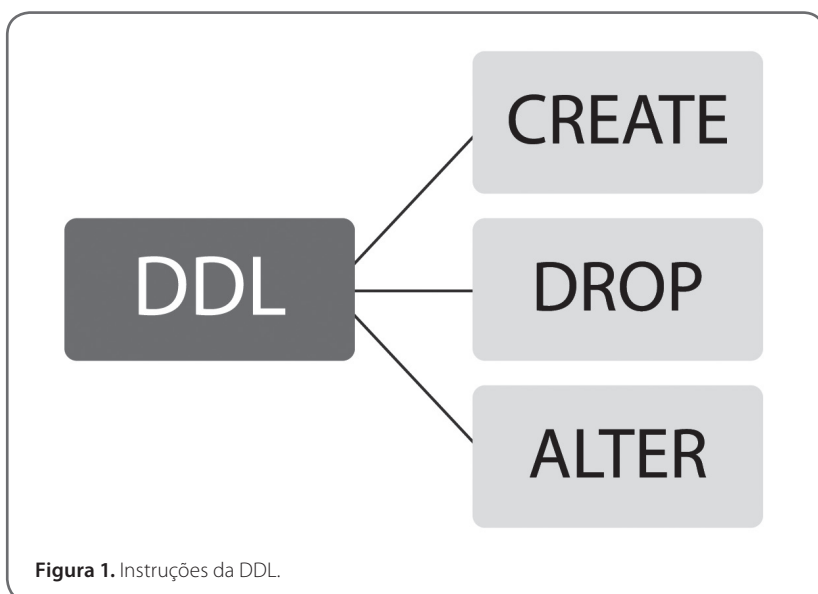 DDL
CREATE
DROP
ALTER
Figura 1. Instruções da DDL.